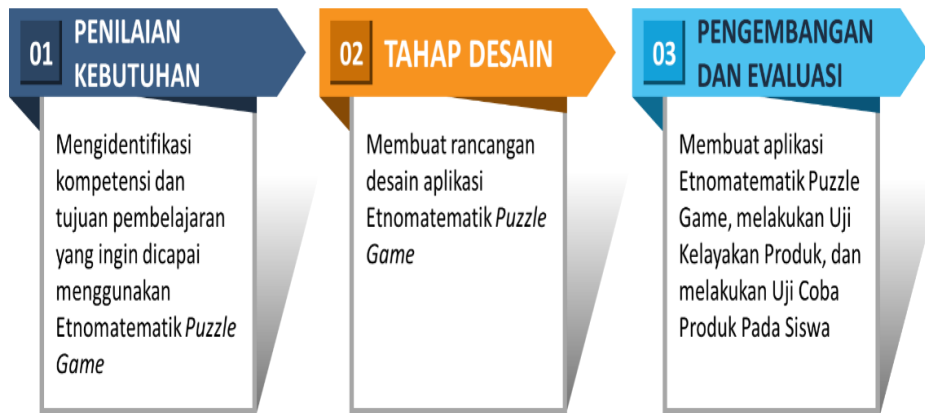 01
PENILAIAN
KEBUTUHAN
Mengidentifikasi
kompetensi dan
tujuan pembelajaran
yang ingin dicapai
menggunakan
Etnomatematik Puzzle
Game
02
TAHAP DESAIN
Membuat rancangan
desain aplikasi
Etnomatematik Puzzle
Game
03
PENGEMBANGAN
DAN EVALUASI
Membuat aplikasi
Etnomatematik Puzzle
Game, melakukan Uji
Kelayakan Produk, dan
melakukan Uji Coba
Produk Pada Siswa